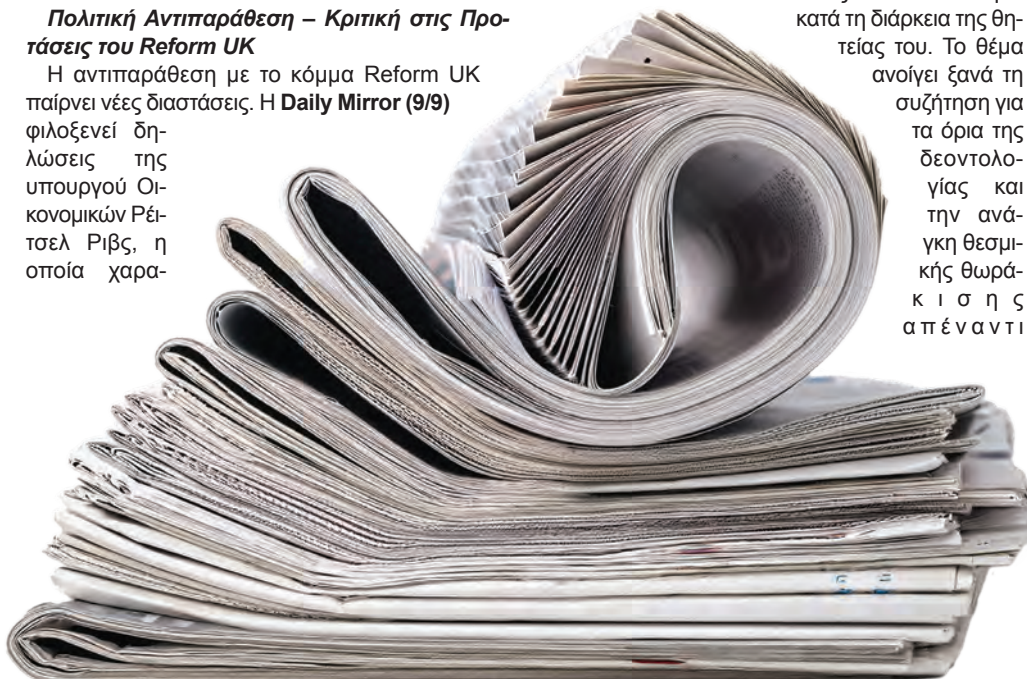 Πολιτική Αντιπαράθεση – Κριτική στις Προ-
τάσεις του Reform UK
Η αντιπαράθεση με το κόμμα Reform UK
παίρνει νέες διαστάσεις. Η Daily Mirror (9/9)
φιλοξενεί δη-
λώσεις της
υπουργού Οι-
κονομικών Ρέι-
τσελ Ριβς, η
οποία χαρα-
κατά τη διάρκεια της θη-
τείας του. Το θέμα
ανοίγει ξανά τη
συζήτηση για
τα όρια της
δεοντολο-
γίας και
την ανά-
γκη θεσμι-
κής θωρά-
κισης
απέναντι